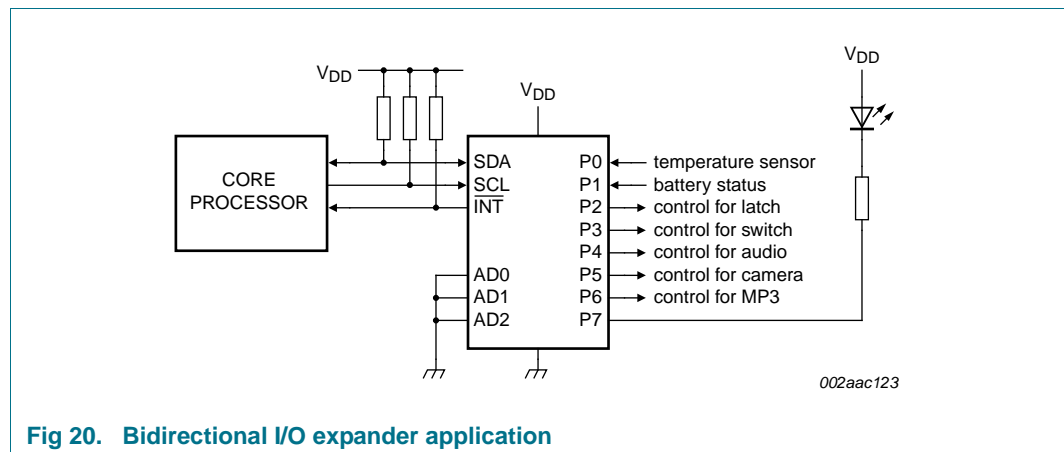 VDD
VDD
VDD
CORE
PROCESSOR
SDA
SCL
INT
AD0
AD1
AD2
P0
P1
P2
P3
P4
P5
P6
P7
temperature sensor
battery status
control for latch
control for switch
control for audio
control for camera
control for MP3
002aac123
Fig 20. Bidirectional I/O expander application